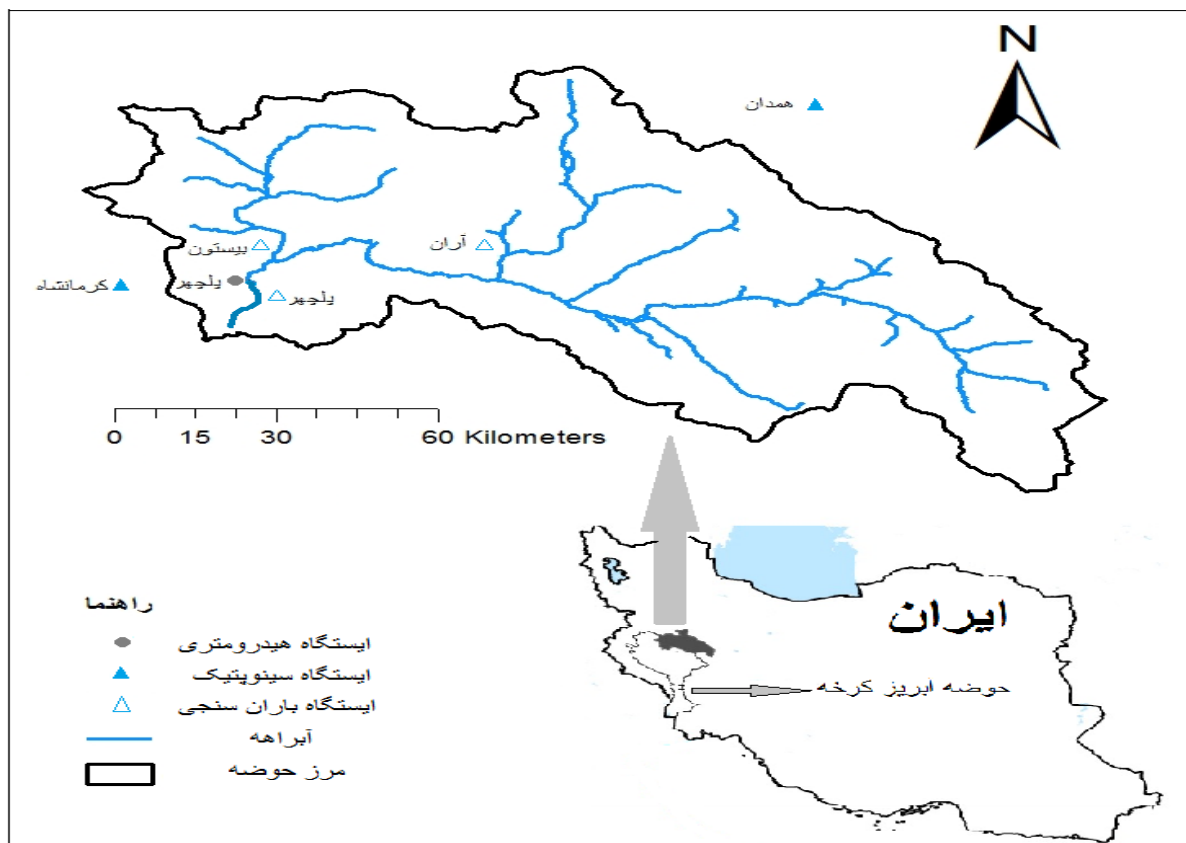 N
همدان
آران
بیستون
پلچهر
کرمانشاه
پلچهر
0 15 30 60 Kilometers
ایران
حوضه ابریز کرخه
راهنما
ایستگاه هیدرومتری
ایستگاه سینوپتیک
ایستگاه باران سنجی
آبراهه
مرز حوضه